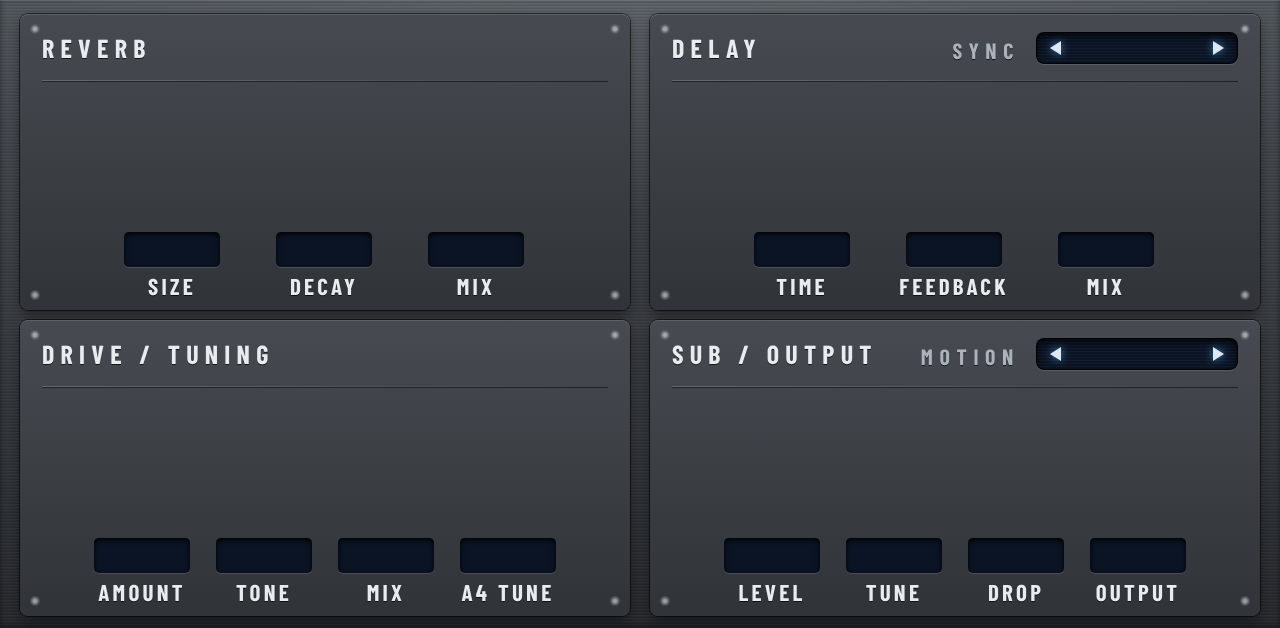 REVERB
DELAY SYNC
SIZE DECAY MIX
TIME FEEDBACK MIX
DRIVE / TUNING
SUB / OUTPUT MOTION
AMOUNT TONE MIX A4 TUNE
LEVEL TUNE DROP OUTPUT